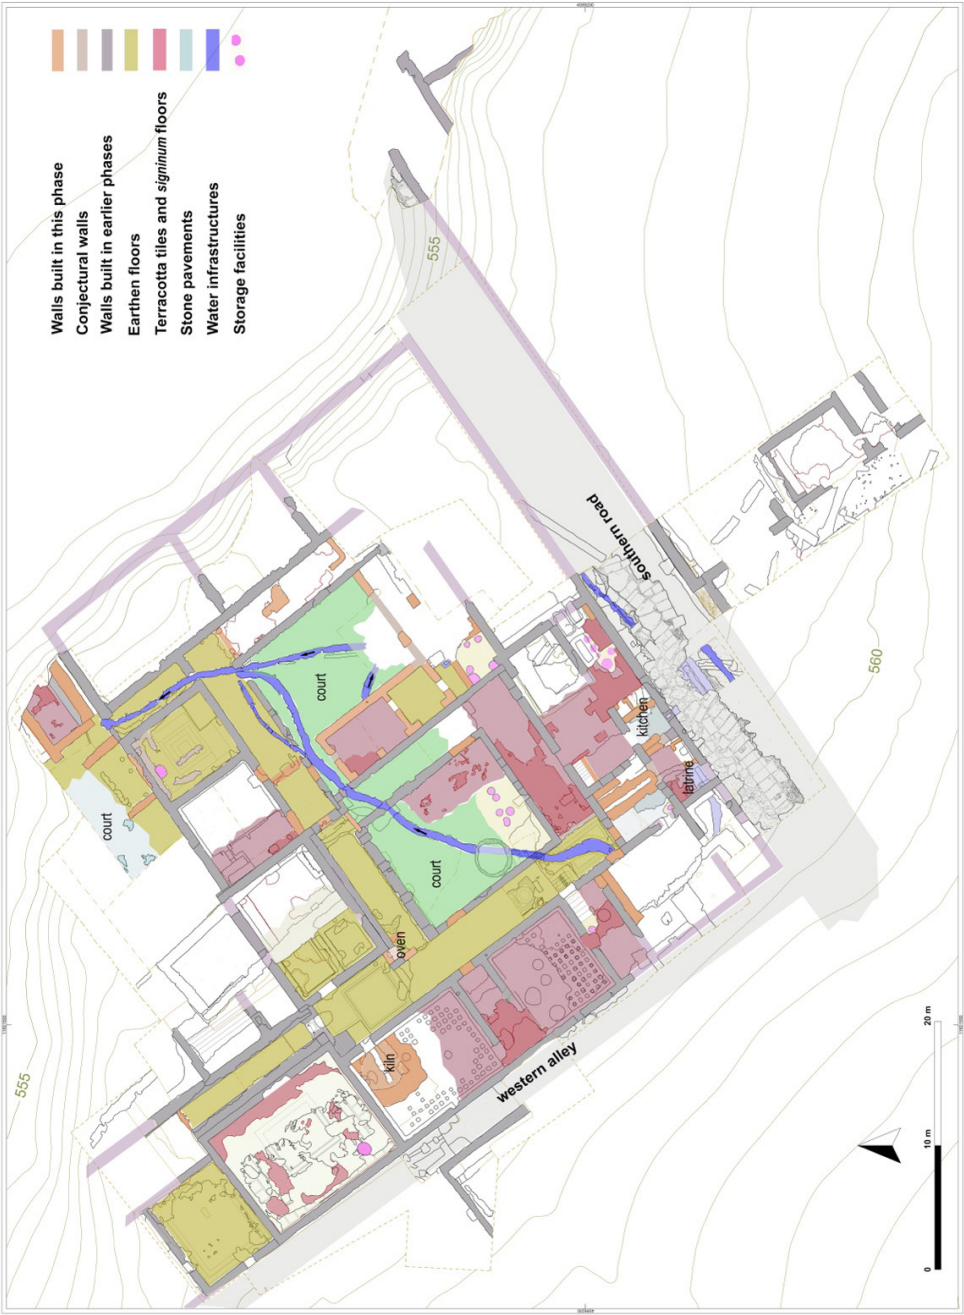 Walls built in this phase
Conjectural walls
Walls built in earlier phases
Earthen floors
Terracotta tiles and signinum floors
Stone pavements
Water infrastructures
Storage facilities
555
southern road
560
court
kitchen
latrine
court
court
oven
kiln
western alley
555
0
10 m
20 m